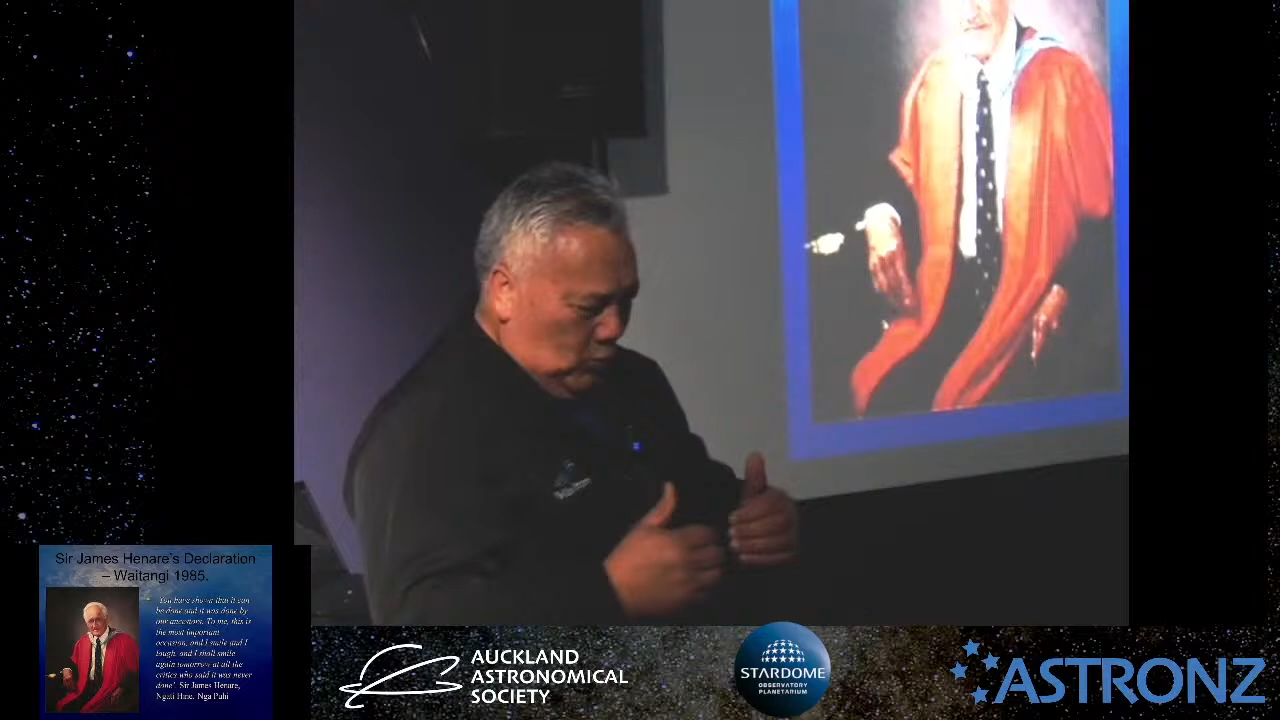 Sir James Henare's Declaration
– Waitangi 1985.
"You have shown that it can
be done and it was done by
our ancestors. To me, this is
the most important
occasion, and I smile and I
laugh, and I shall smile
again tomorrow at all the
critics who said it was never
done'. Sir James Henare,
Ngati Hine, Nga Puhi
AUCKLAND
ASTRONOMICAL
SOCIETY
STARDOME
OBSERVATORY
PLANETARIUM
ASTRONZ